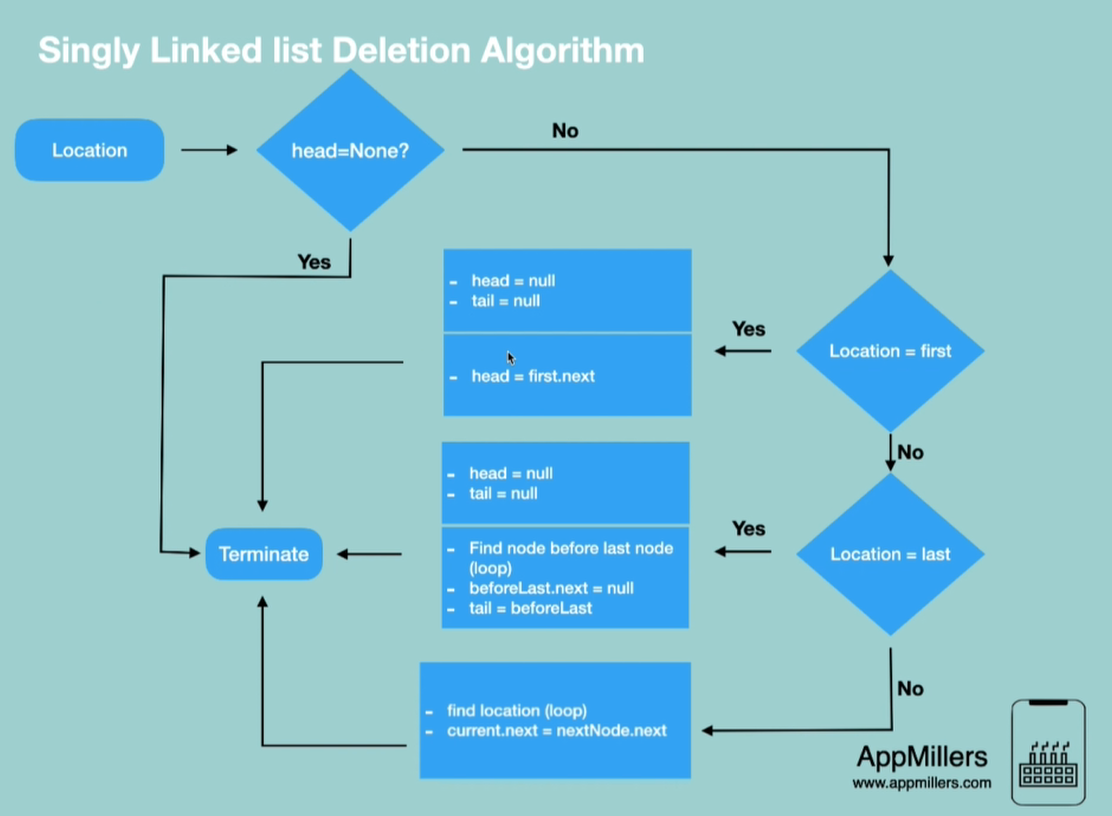 Singly Linked list Deletion Algorithm
Location
head=None?
No
Yes
- head = null
- tail = null
Yes
Location = first
- head = first.next
No
- head = null
- tail = null
Yes
Location = last
- Find node before last node
(loop)
- beforeLast.next = null
- tail = beforeLast
Terminate
No
- find location (loop)
- current.next = nextNode.next
AppMillers
www.appmillers.com